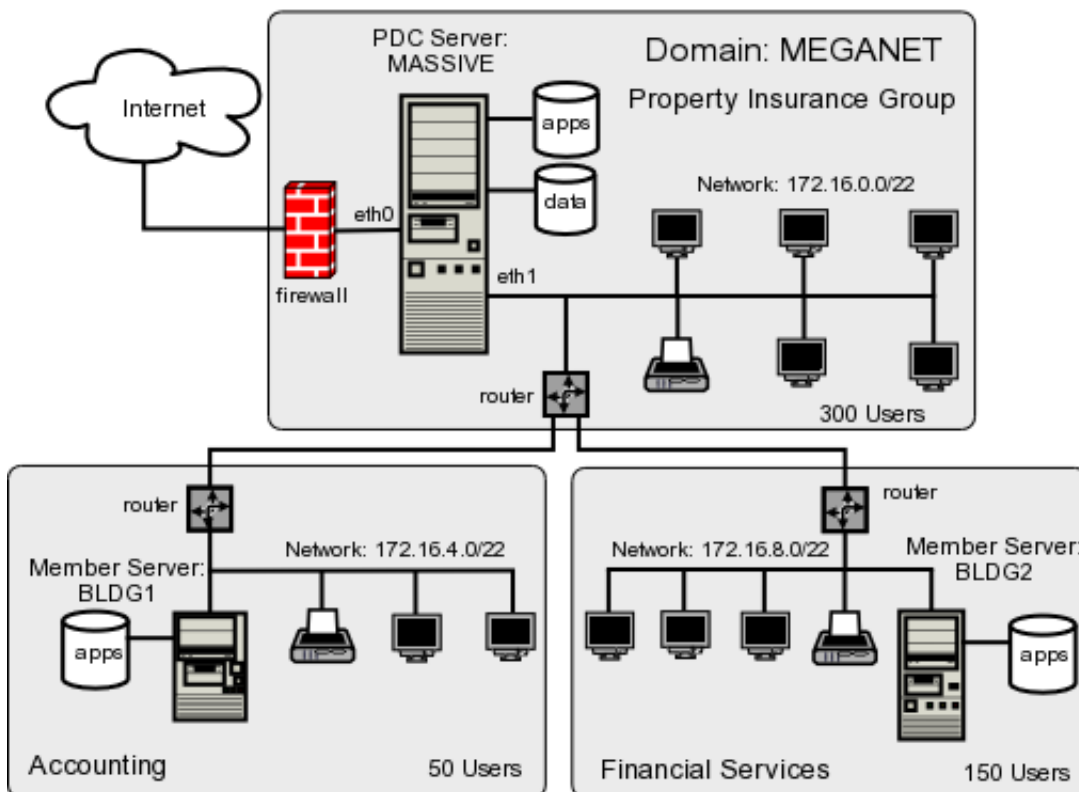 PDC Server:
MASSIVE
Domain: MEGANET
Property Insurance Group
Internet
apps
data
Network: 172.16.0.0/22
eth0
eth1
firewall
router
300 Users
router
Network: 172.16.4.0/22
Member Server:
BLDG1
apps
Accounting
50 Users
router
Network: 172.16.8.0/22
Member Server:
BLDG2
apps
Financial Services
150 Users